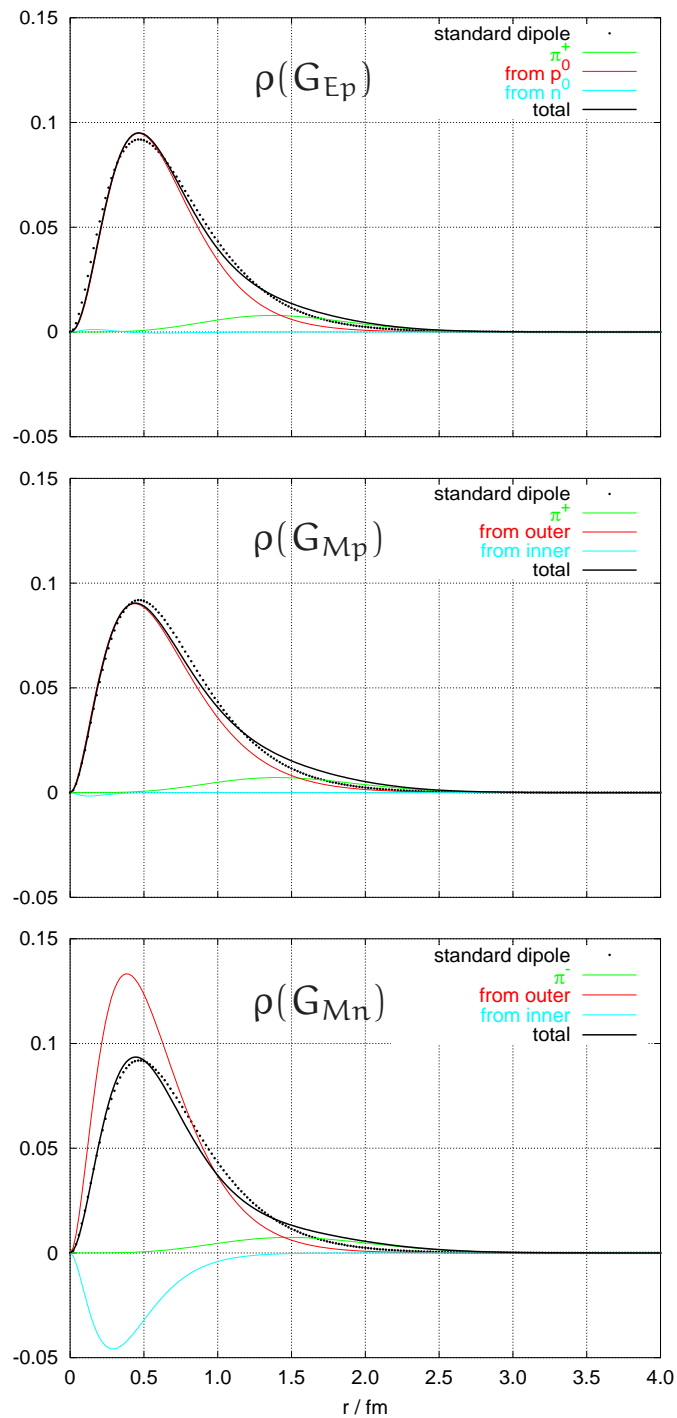 0.15
0.1
0.05
0
-0.05
ρ(G_Ep)
standard dipole
π⁺
from p⁰
from n⁰
total
0.15
0.1
0.05
0
-0.05
ρ(G_Mp)
standard dipole
π⁺
from outer
from inner
total
0.15
0.1
0.05
0
-0.05
ρ(G_Mn)
standard dipole
π⁻
from outer
from inner
total
0 0.5 1.0 1.5 2.0 2.5 3.0 3.5 4.0
r / fm